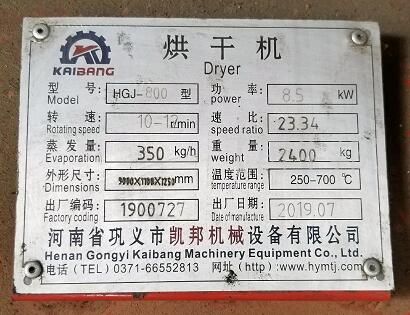 KAIBANG
烘干机
Dryer
型号: HGJ-800 型 功率: 8.5 kW
Model power
转速: 10-12 r/min 速比: 23.34
Rotating speed speed ratio
蒸发量: 350 kg/h 重量: 2400 kg
Evaporation weight
外形尺寸: 9000X1100X1250 mm 温度范围: 250-700 ℃
Dimensions temperature range
出厂编码: 1900727 出厂日期: 2019.07
Factory coding Date of manufacture
河南省巩义市凯邦机械设备有限公司
Henan Gongyi Kaibang Machinery Equipment Co., Ltd.
电话(TEL)0371-66552813 网址(http):www.hymtj.com